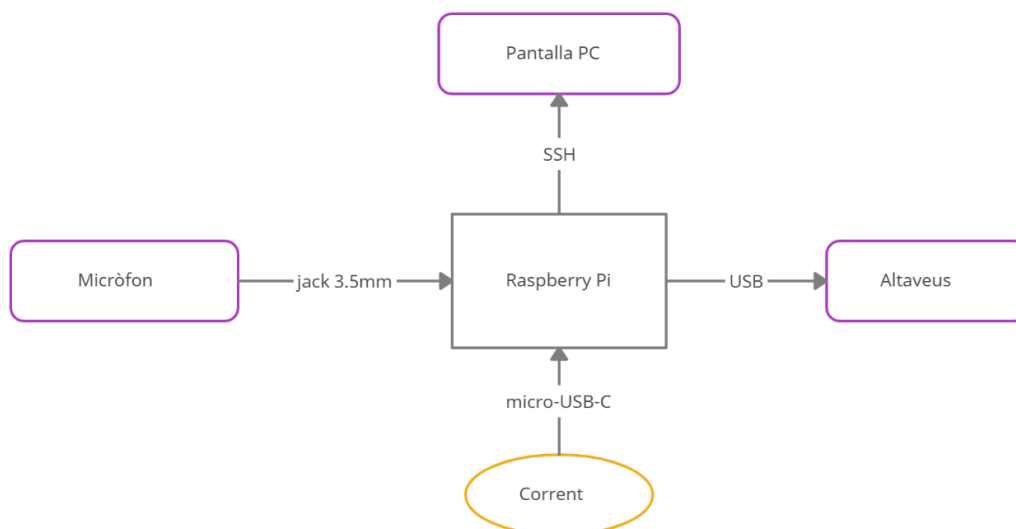 Pantalla PC
SSH
Micròfon
jack 3.5mm
Raspberry Pi
USB
Altaveus
micro-USB-C
Corrent